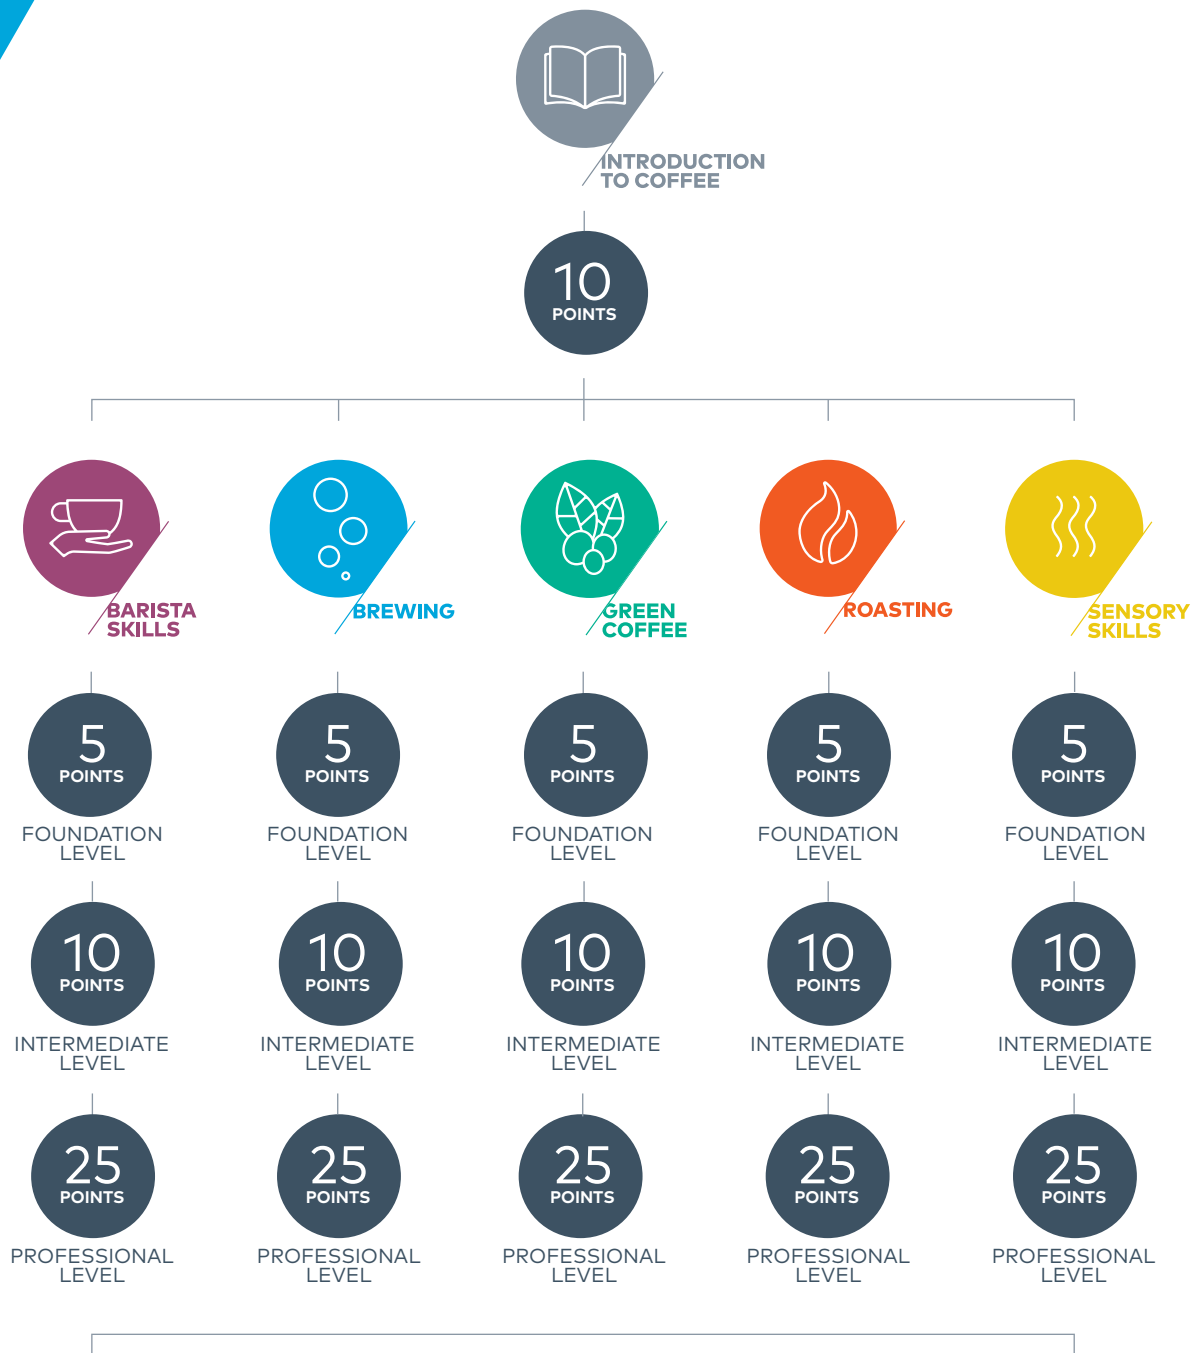 INTRODUCTION
TO COFFEE
10
POINTS
BARISTA
SKILLS
BREWING
GREEN
COFFEE
ROASTING
SENSORY
SKILLS
5
POINTS
5
POINTS
5
POINTS
5
POINTS
5
POINTS
FOUNDATION
LEVEL
FOUNDATION
LEVEL
FOUNDATION
LEVEL
FOUNDATION
LEVEL
FOUNDATION
LEVEL
10
POINTS
10
POINTS
10
POINTS
10
POINTS
10
POINTS
INTERMEDIATE
LEVEL
INTERMEDIATE
LEVEL
INTERMEDIATE
LEVEL
INTERMEDIATE
LEVEL
INTERMEDIATE
LEVEL
25
POINTS
25
POINTS
25
POINTS
25
POINTS
25
POINTS
PROFESSIONAL
LEVEL
PROFESSIONAL
LEVEL
PROFESSIONAL
LEVEL
PROFESSIONAL
LEVEL
PROFESSIONAL
LEVEL